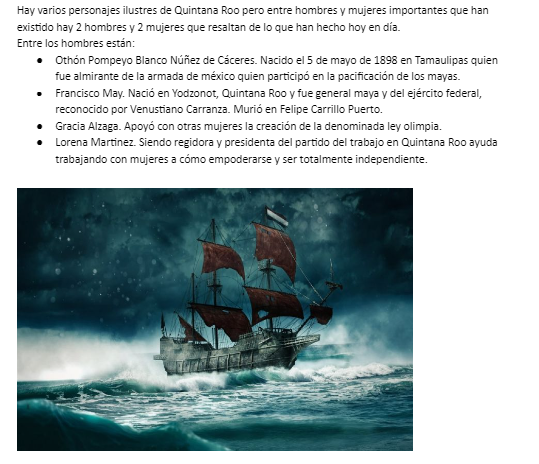 Hay varios personajes ilustres de Quintana Roo pero entre hombres y mujeres importantes que han
existido hay 2 hombres y 2 mujeres que resaltan de lo que han hecho hoy en día.
Entre los hombres están:
● Othón Pompeyo Blanco Núñez de Cáceres. Nacido el 5 de mayo de 1898 en Tamaulipas quien
fue almirante de la armada de méxico quien participó en la pacificación de los mayas.
● Francisco May. Nació en Yodzonot, Quintana Roo y fue general maya y del ejército federal,
reconocido por Venustiano Carranza. Murió en Felipe Carrillo Puerto.
● Gracia Alzaga. Apoyó con otras mujeres la creación de la denominada ley olimpia.
● Lorena Martinez. Siendo regidora y presidenta del partido del trabajo en Quintana Roo ayuda
trabajando con mujeres a cómo empoderarse y ser totalmente independiente.